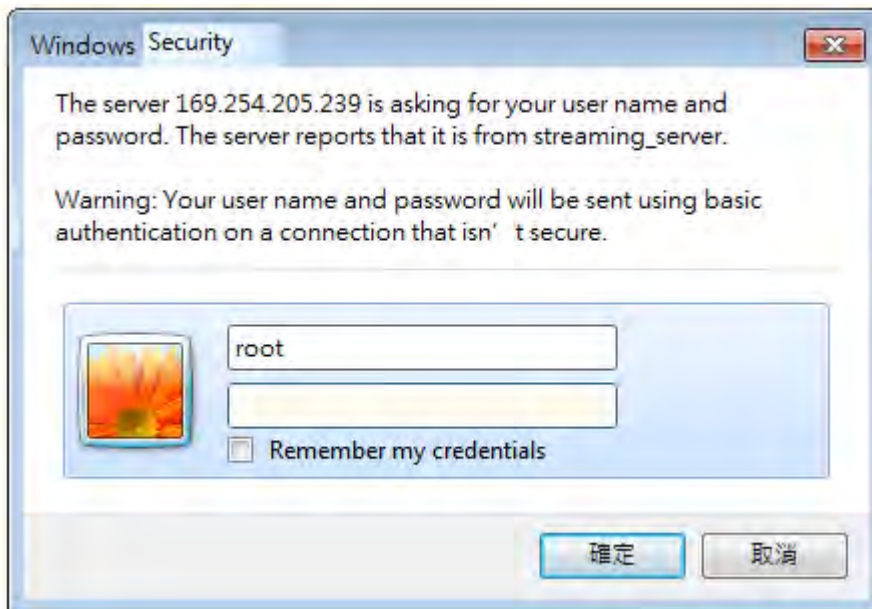 Windows Security
The server 169.254.205.239 is asking for your user name and
password. The server reports that it is from streaming_server.
Warning: Your user name and password will be sent using basic
authentication on a connection that isn' t secure.
root
Remember my credentials
確定
取消